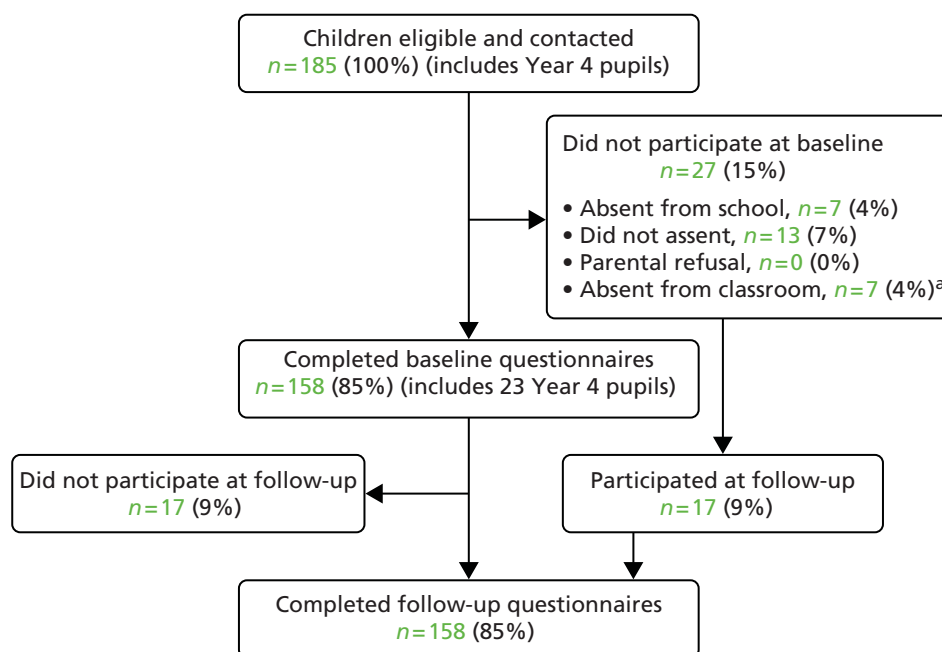 Children eligible and contacted
n=185 (100%) (includes Year 4 pupils)
Did not participate at baseline
n=27 (15%)
• Absent from school, n=7 (4%)
• Did not assent, n=13 (7%)
• Parental refusal, n=0 (0%)
• Absent from classroom, n=7 (4%)a
Completed baseline questionnaires
n=158 (85%) (includes 23 Year 4 pupils)
Did not participate at follow-up
n=17 (9%)
Participated at follow-up
n=17 (9%)
Completed follow-up questionnaires
n=158 (85%)